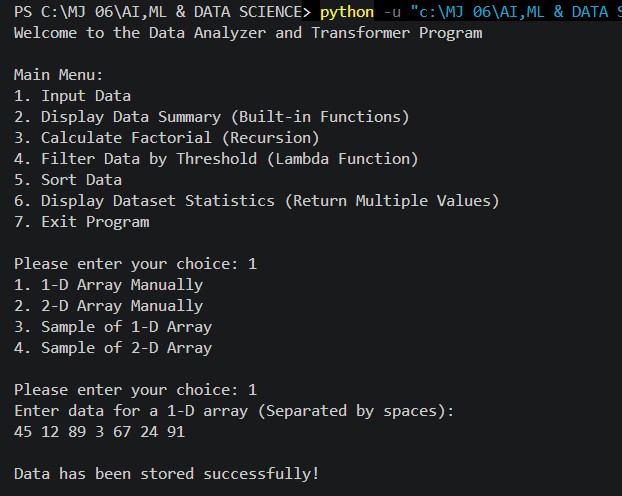 PS C:\MJ 06\AI,ML & DATA SCIENCE> python -u "c:\MJ 06\AI,ML & DATA S
Welcome to the Data Analyzer and Transformer Program
Main Menu:
1. Input Data
2. Display Data Summary (Built-in Functions)
3. Calculate Factorial (Recursion)
4. Filter Data by Threshold (Lambda Function)
5. Sort Data
6. Display Dataset Statistics (Return Multiple Values)
7. Exit Program
Please enter your choice: 1
1. 1-D Array Manually
2. 2-D Array Manually
3. Sample of 1-D Array
4. Sample of 2-D Array
Please enter your choice: 1
Enter data for a 1-D array (Separated by spaces):
45 12 89 3 67 24 91
Data has been stored successfully!